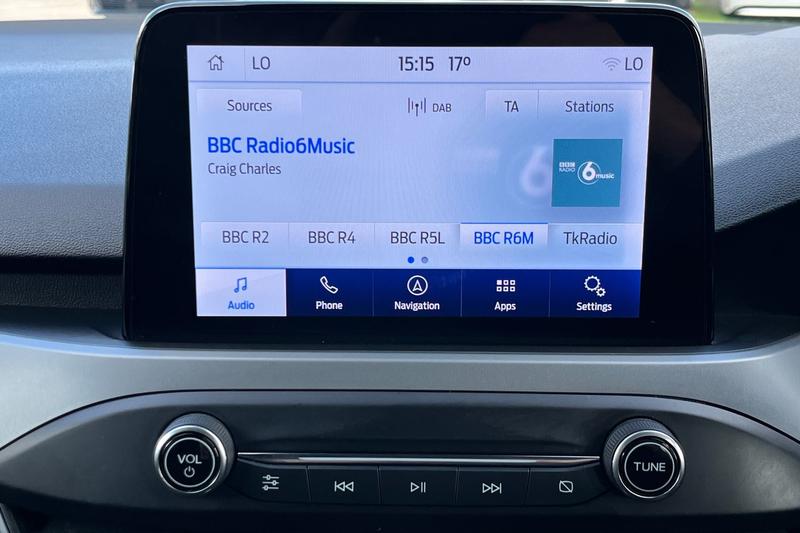 LO 15:15 17º LO
Sources DAB TA Stations
BBC Radio6Music
Craig Charles
BBC RADIO 6 music
BBC R2 BBC R4 BBC R5L BBC R6M TkRadio
Audio Phone Navigation Apps Settings
VOL TUNE